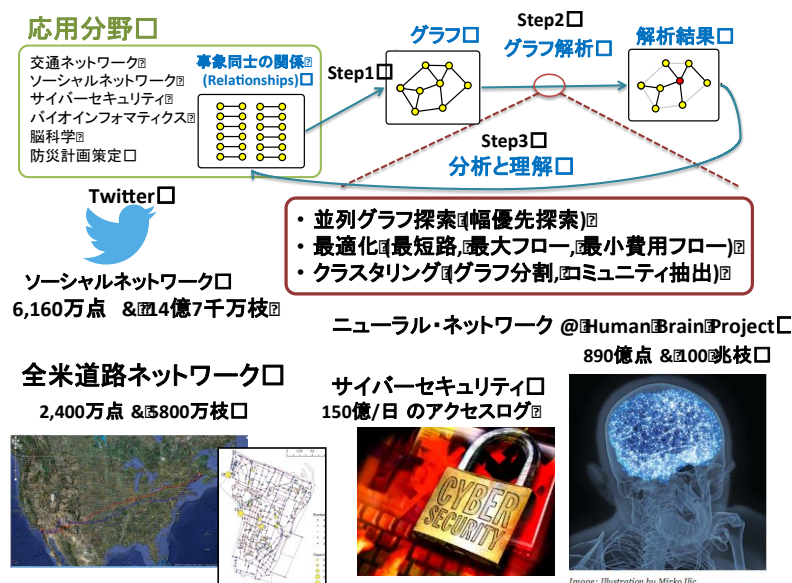 応用分野
交通ネットワーク
ソーシャルネットワーク
サイバーセキュリティ
バイオインフォマティクス
脳科学
防災計画策定
事象同士の関係
(Relationships)
Step1
グラフ
Step2
グラフ解析
解析結果
Step3
分析と理解
・ 並列グラフ探索 (幅優先探索)
・ 最適化 (最短路, 最大フロー, 最小費用フロー)
・ クラスタリング (グラフ分割, コミュニティ抽出)
Twitter
ソーシャルネットワーク
6,160万点 & 14億7千万枝
ニューラル・ネットワーク @ Human Brain Project
890億点 & 100兆枝
全米道路ネットワーク
2,400万点 & 5800万枝
サイバーセキュリティ
150億/日 のアクセスログ
CYBER
SECURITY
Image: Illustration by Mirko Ilic